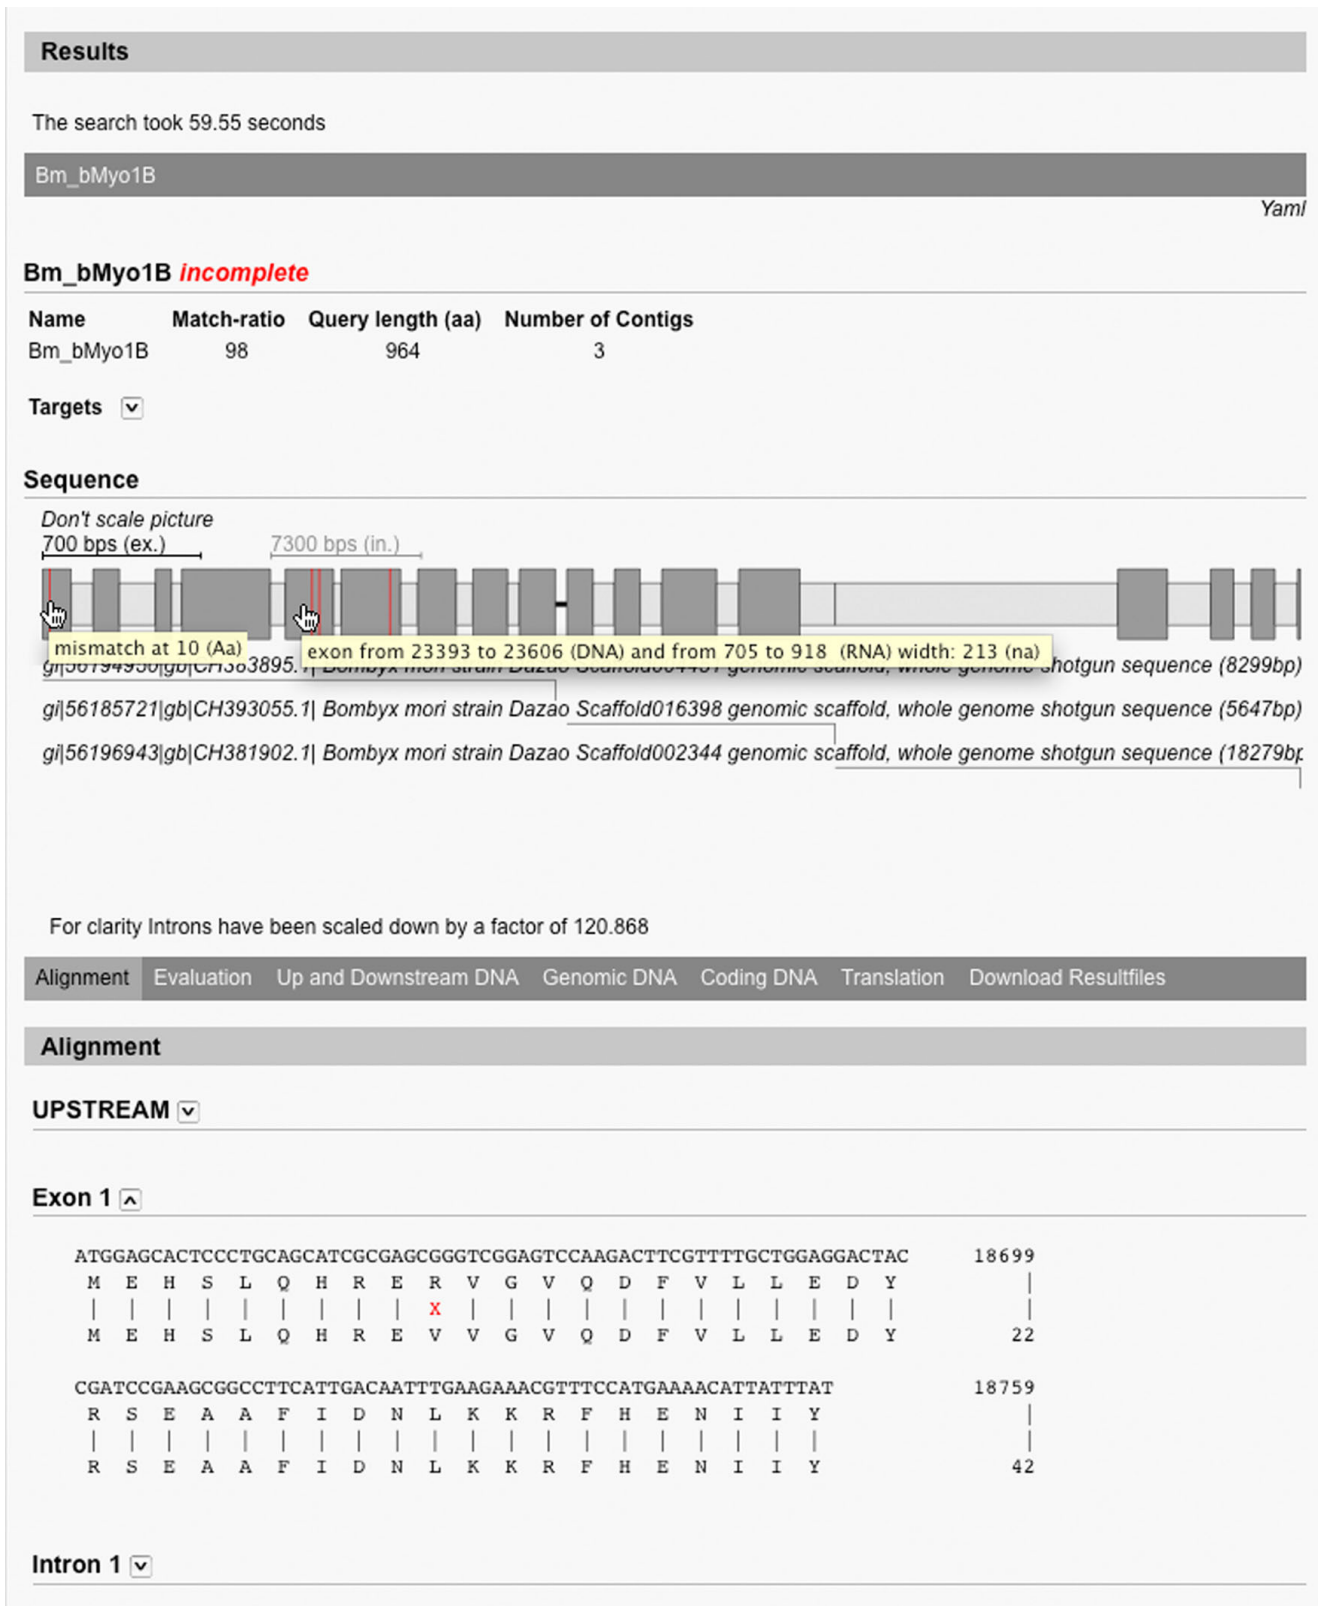 Results
The search took 59.55 seconds
Bm_bMyo1B
Yaml
Bm_bMyo1B incomplete
Name Match-ratio Query length (aa) Number of Contigs
Bm_bMyo1B 98 964 3
Targets
Sequence
Don't scale picture
700 bps (ex.) 7300 bps (in.)
mismatch at 10 (Aa) exon from 23393 to 23606 (DNA) and from 705 to 918 (RNA) width: 213 (na)
Bombyx mori strain Dazao genomic scaffold, whole genome shotgun sequence (8299bp)
gi|56185721|gb|CH393055.1| Bombyx mori strain Dazao Scaffold016398 genomic scaffold, whole genome shotgun sequence (5647bp)
gi|56196943|gb|CH381902.1| Bombyx mori strain Dazao Scaffold002344 genomic scaffold, whole genome shotgun sequence (18279bp
For clarity Introns have been scaled down by a factor of 120.868
Alignment Evaluation Up and Downstream DNA Genomic DNA Coding DNA Translation Download Resultfiles
Alignment
UPSTREAM
Exon 1
ATGGAGCACTCCCTGCAGCATCGCGAGCGGGTCGGAGTCCAAGACTTCGTTTTGCTGGAGGACTAC 18699
M E H S L Q H R E R V G V Q D F V L L E D Y |
| | | | | | | | | X | | | | | | | | | | | | |
M E H S L Q H R E V V G V Q D F V L L E D Y 22
CGATCCGAAGCGGCCTTCATTGACAATTTGAAGAAACGTTTCCATGAAAACATTATTTAT 18759
R S E A A F I D N L K K R F H E N I I Y |
| | | | | | | | | | | | | | | | | | | | |
R S E A A F I D N L K K R F H E N I I Y 42
Intron 1